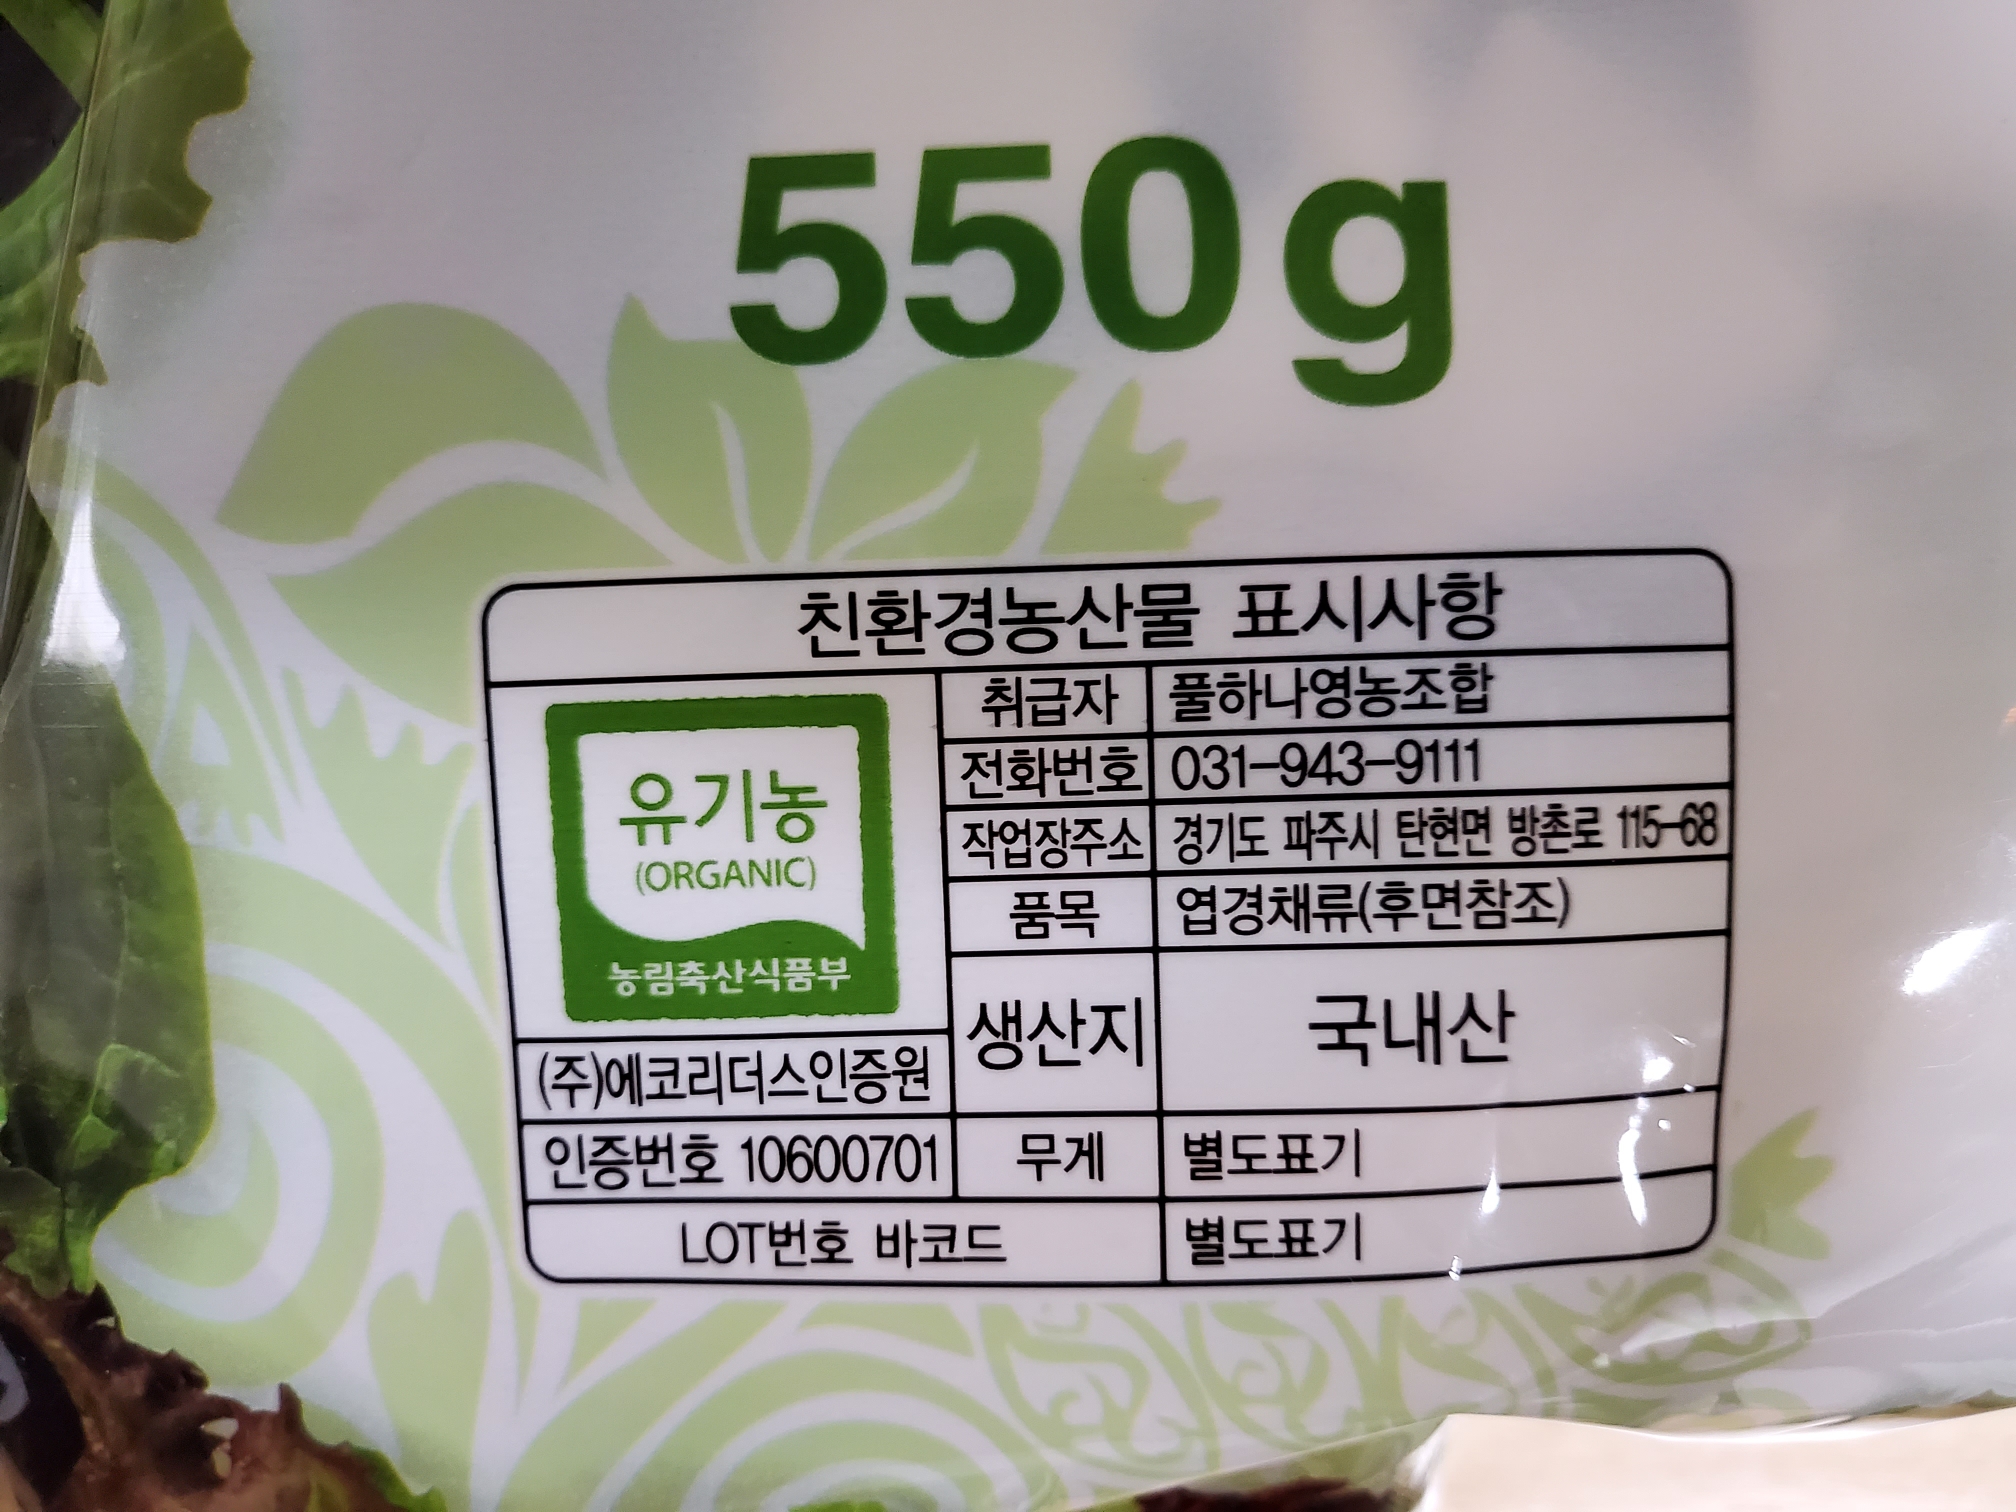 550g
친환경농산물 표시사항
유기농
(ORGANIC)
농림축산식품부
(주)에코리더스인증원
인증번호 10600701
취급자 풀하나영농조합
전화번호 031-943-9111
작업장주소 경기도 파주시 탄현면 방촌로 115-68
품목 엽경채류(후면참조)
생산지 국내산
무게 별도표기
LOT번호 바코드 별도표기